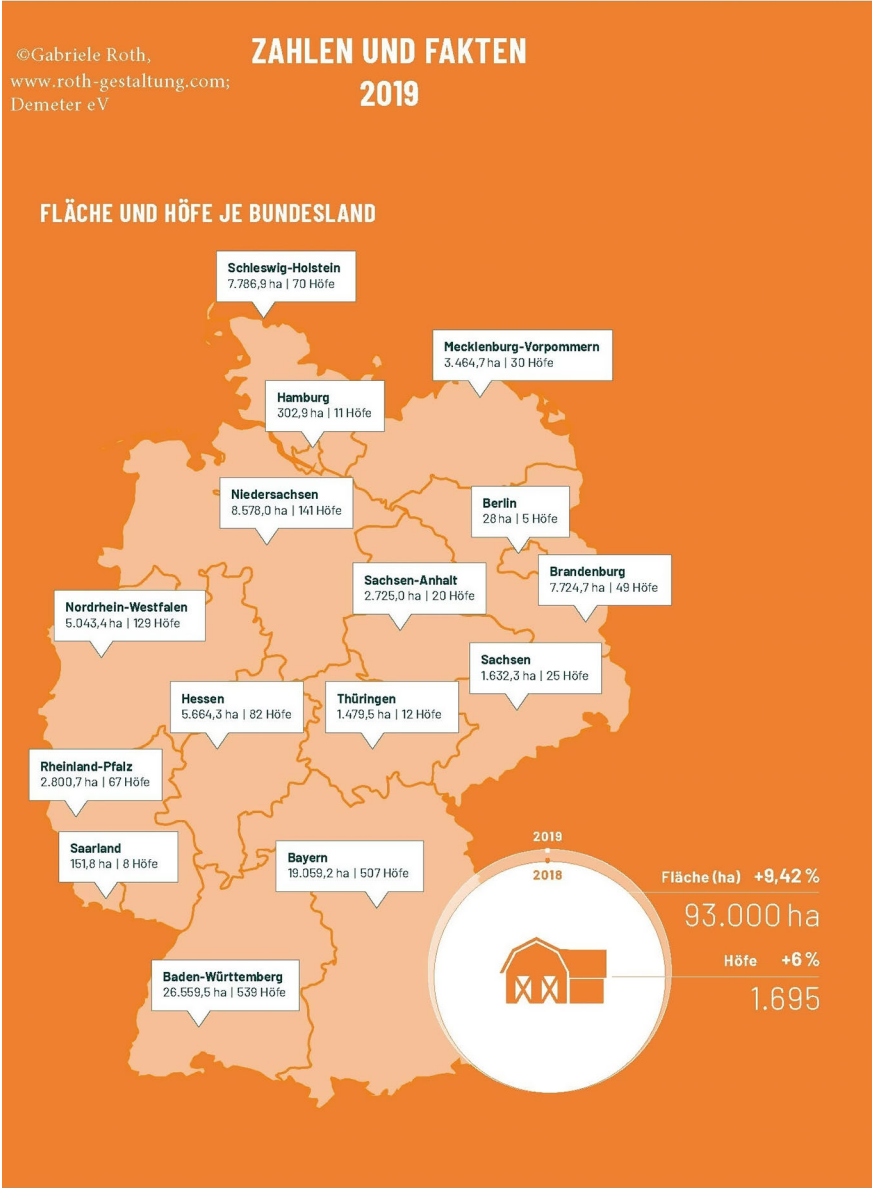 ©Gabriele Roth,
www.roth-gestaltung.com;
Demeter eV
ZAHLEN UND FAKTEN
2019
FLÄCHE UND HÖFE JE BUNDESLAND
Schleswig-Holstein
7.786,9 ha | 70 Höfe
Mecklenburg-Vorpommern
3.464,7 ha | 30 Höfe
Hamburg
302,9 ha | 11 Höfe
Niedersachsen
8.578,0 ha | 141 Höfe
Berlin
28 ha | 5 Höfe
Brandenburg
7.724,7 ha | 49 Höfe
Sachsen-Anhalt
2.725,0 ha | 20 Höfe
Nordrhein-Westfalen
5.043,4 ha | 129 Höfe
Sachsen
1.632,3 ha | 25 Höfe
Hessen
5.664,3 ha | 82 Höfe
Thüringen
1.479,5 ha | 12 Höfe
Rheinland-Pfalz
2.800,7 ha | 67 Höfe
Saarland
151,8 ha | 8 Höfe
Bayern
19.059,2 ha | 507 Höfe
Baden-Württemberg
26.559,5 ha | 539 Höfe
2019
2018
Fläche (ha) +9,42 %
93.000 ha
Höfe +6 %
1.695